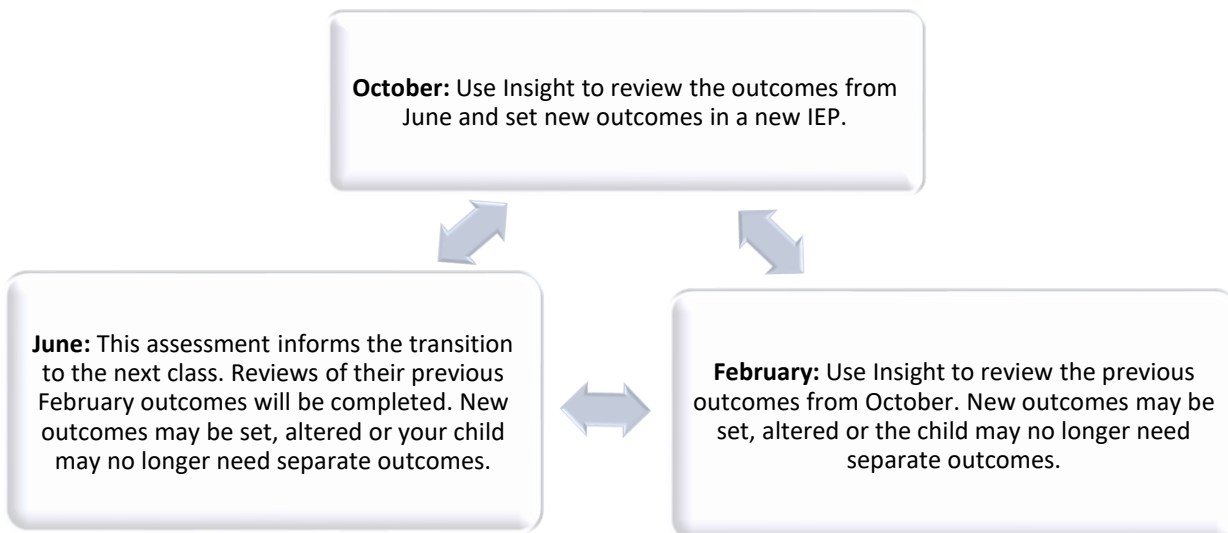 October: Use Insight to review the outcomes from
June and set new outcomes in a new IEP.
June: This assessment informs the transition
to the next class. Reviews of their previous
February outcomes will be completed. New
outcomes may be set, altered or your child
may no longer need separate outcomes.
February: Use Insight to review the previous
outcomes from October. New outcomes may be
set, altered or the child may no longer need
separate outcomes.